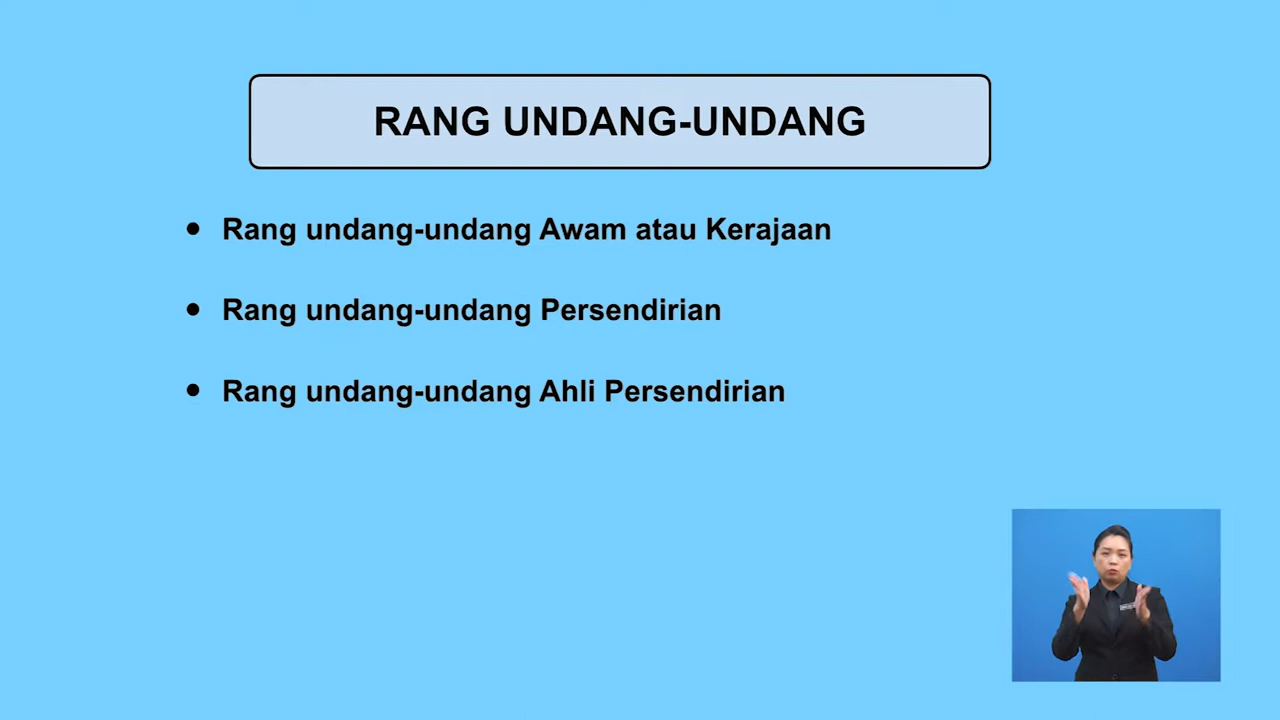 RANG UNDANG-UNDANG
Rang undang-undang Awam atau Kerajaan
Rang undang-undang Persendirian
Rang undang-undang Ahli Persendirian